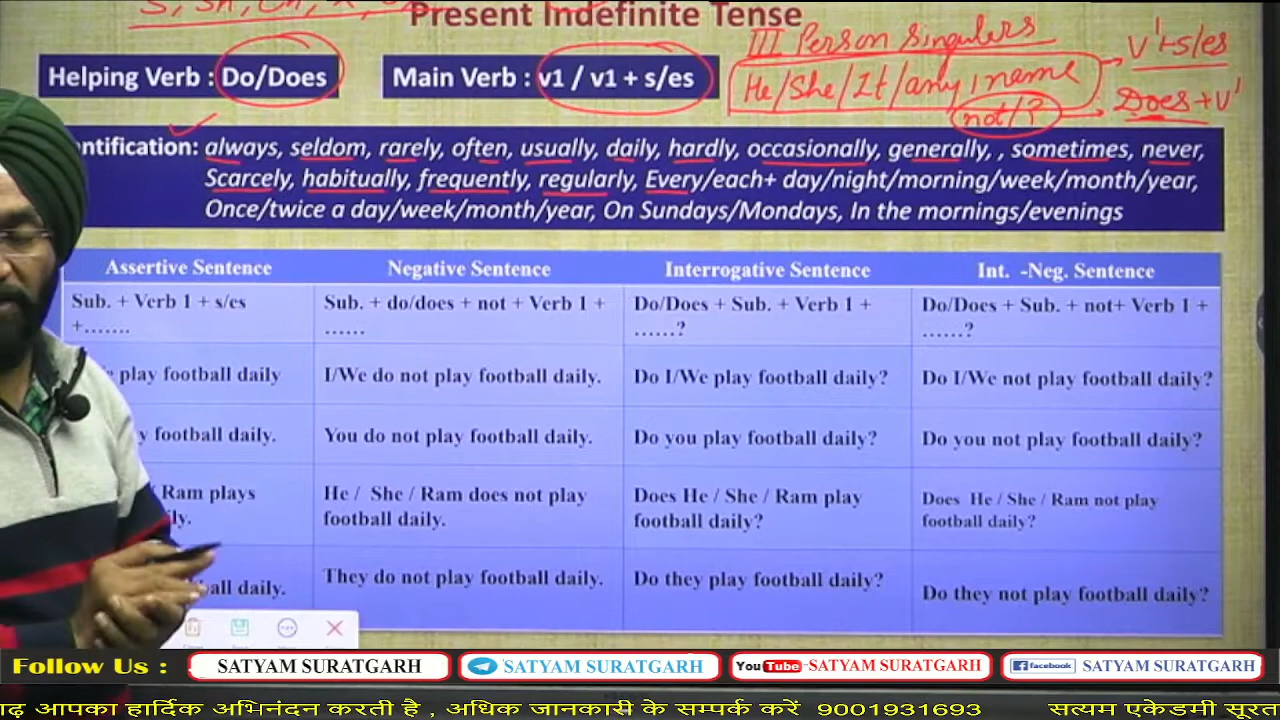 S, Sh, Ch, X,
Present Indefinite Tense
Helping Verb : Do/Does
Main Verb : v1 / v1 + s/es
III Person Singulers
He/She/It/any 1 name
not/?
V¹+s/es
Does + V¹
ntification: always, seldom, rarely, often, usually, daily, hardly, occasionally, generally, , sometimes, never,
Scarcely, habitually, frequently, regularly, Every/each+ day/night/morning/week/month/year,
Once/twice a day/week/month/year, On Sundays/Mondays, In the mornings/evenings
Assertive Sentence
Negative Sentence
Interrogative Sentence
Int. -Neg. Sentence
Sub. + Verb 1 + s/es
+.......
Sub. + do/does + not + Verb 1 +
......
Do/Does + Sub. + Verb 1 +
......?
Do/Does + Sub. + not+ Verb 1 +
......?
play football daily
I/We do not play football daily.
Do I/We play football daily?
Do I/We not play football daily?
y football daily.
You do not play football daily.
Do you play football daily?
Do you not play football daily?
/ Ram plays
ly.
He / She / Ram does not play
football daily.
Does He / She / Ram play
football daily?
Does He / She / Ram not play
football daily?
all daily.
They do not play football daily.
Do they play football daily?
Do they not play football daily?
Follow Us :
SATYAM SURATGARH
SATYAM SURATGARH
YouTube-SATYAM SURATGARH
facebook SATYAM SURATGARH
ढ़ आपका हार्दिक अभिनंदन करती है , अधिक जानकारी के सम्पर्क करें 9001931693 सत्यम एकेडमी सूरत